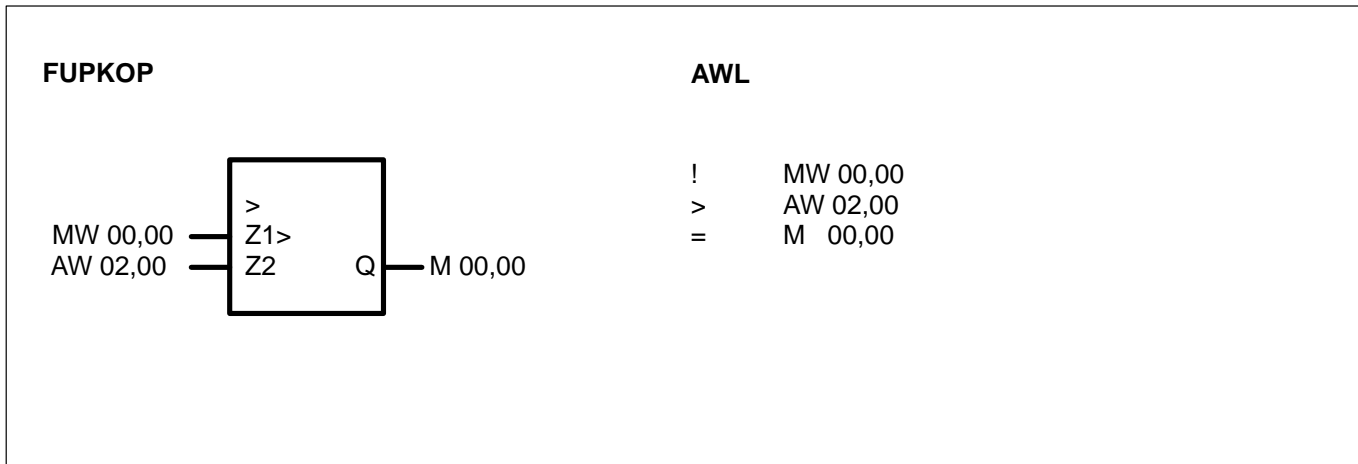 FUPKOP
AWL
>
MW 00,00 Z1>
AW 02,00 Z2 Q M 00,00
! MW 00,00
> AW 02,00
= M 00,00